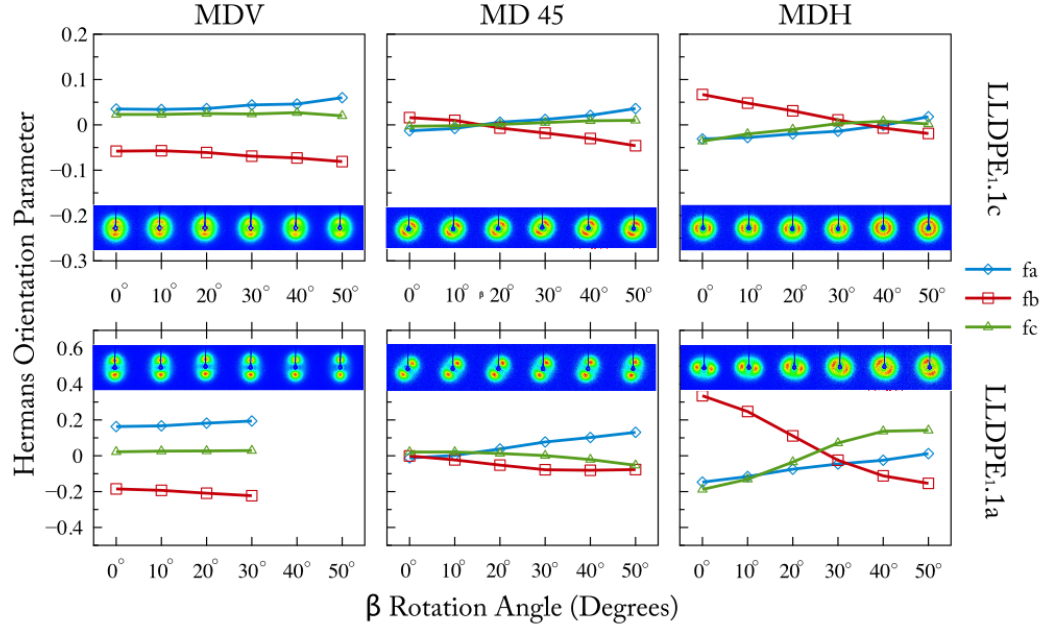 MDV MD 45 MDH
Hermans Orientation Parameter
0.2
0.1
0
−0.1
−0.2
−0.3
0° 10° 20° 30° 40° 50°
0° 10° β 20° 30° 40° 50°
0° 10° 20° 30° 40° 50°
LLDPE₁.1c
fa
fb
fc
0.6
0.4
0.2
0
−0.2
−0.4
0° 10° 20° 30° 40° 50°
0° 10° 20° 30° 40° 50°
0° 10° 20° 30° 40° 50°
LLDPE₁.1a
β Rotation Angle (Degrees)